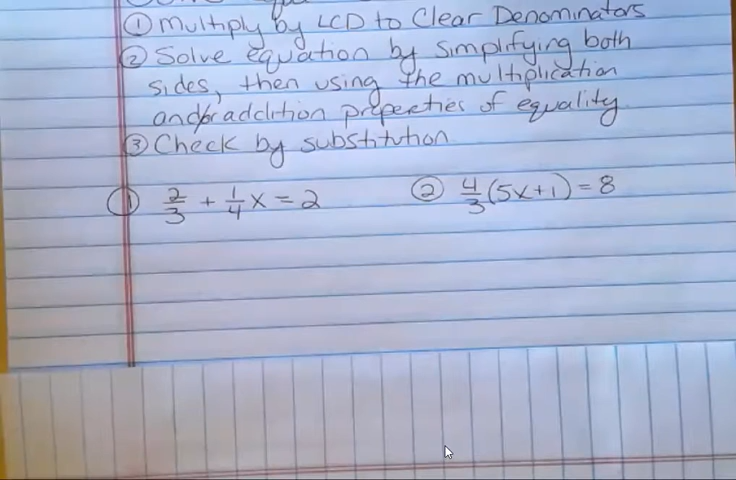 ① Multiply by LCD to Clear Denominators
② Solve equation by simplifying both
sides, then using the multiplication
and/or addition properties of equality.
③ Check by substitution
① 2/3 + 1/4 x = 2
② 4/3 (5x+1) = 8